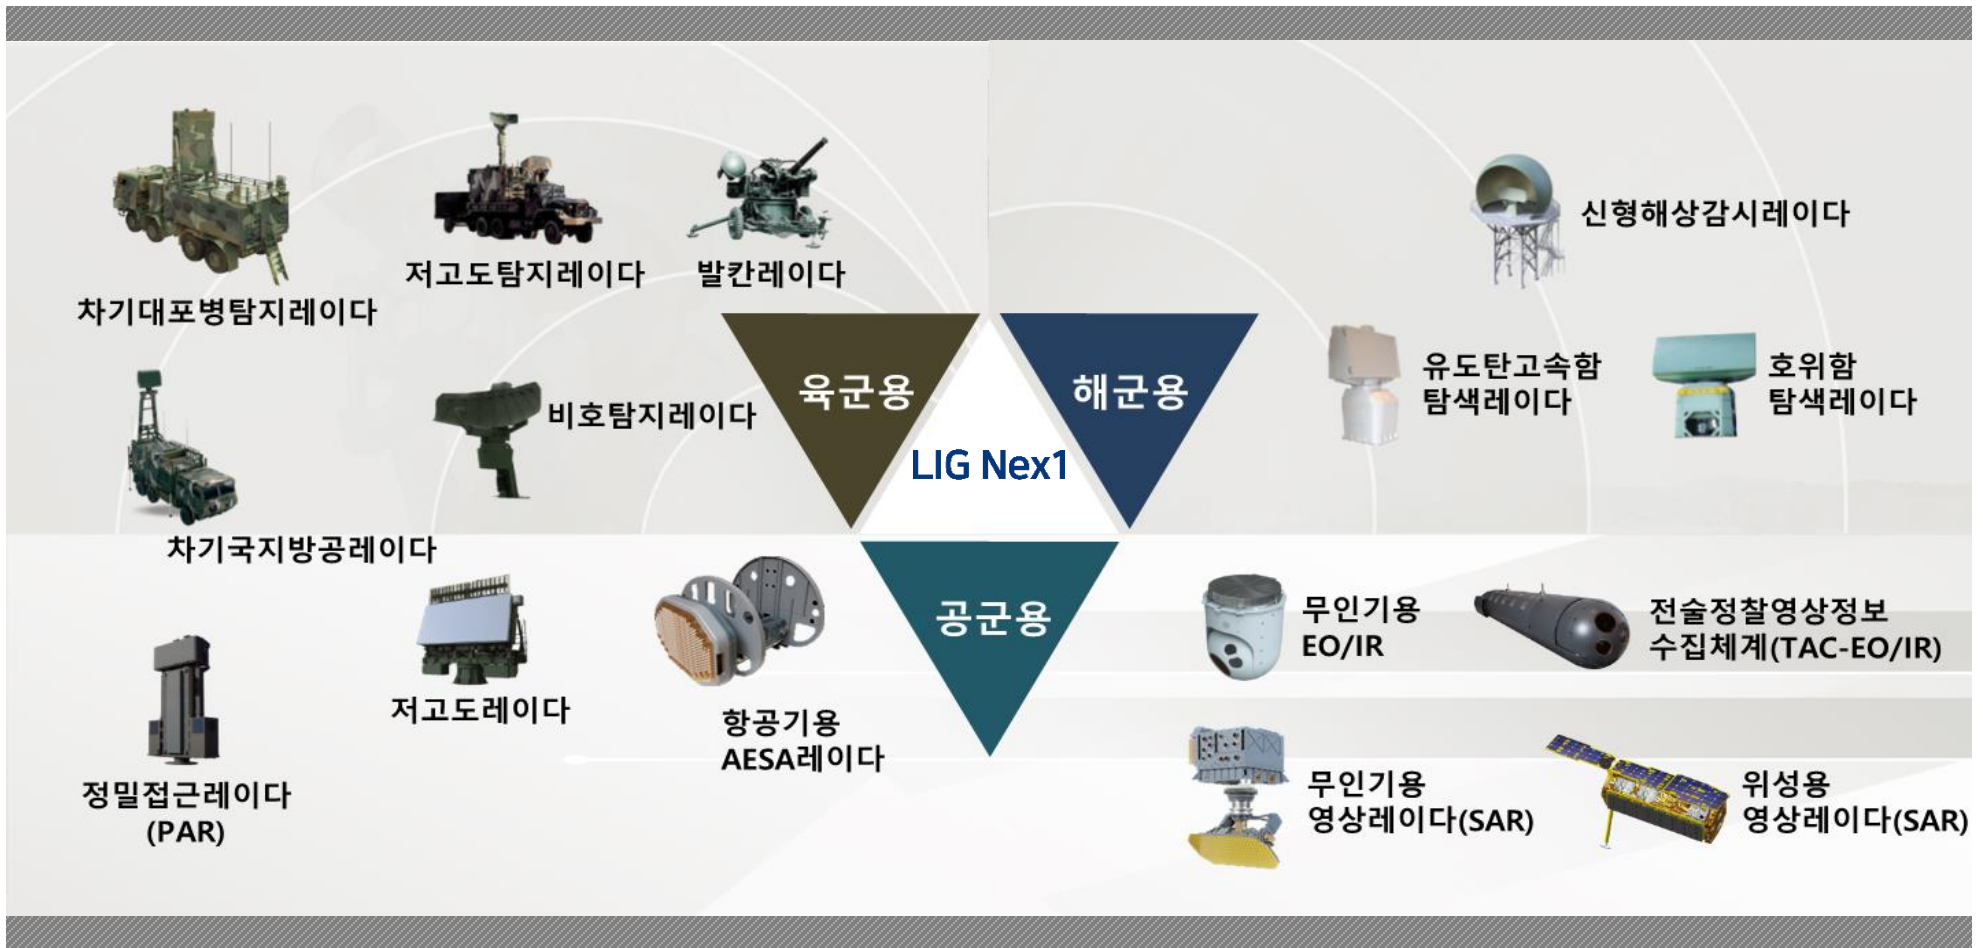 차기대포병탐지레이다
저고도탐지레이다
발칸레이다
차기국지방공레이다
비호탐지레이다
육군용
해군용
LIG Nex1
공군용
신형해상감시레이다
유도탄고속함
탐색레이다
호위함
탐색레이다
정밀접근레이다
(PAR)
저고도레이다
항공기용
AESA레이다
무인기용
EO/IR
전술정찰영상정보
수집체계(TAC-EO/IR)
무인기용
영상레이다(SAR)
위성용
영상레이다(SAR)